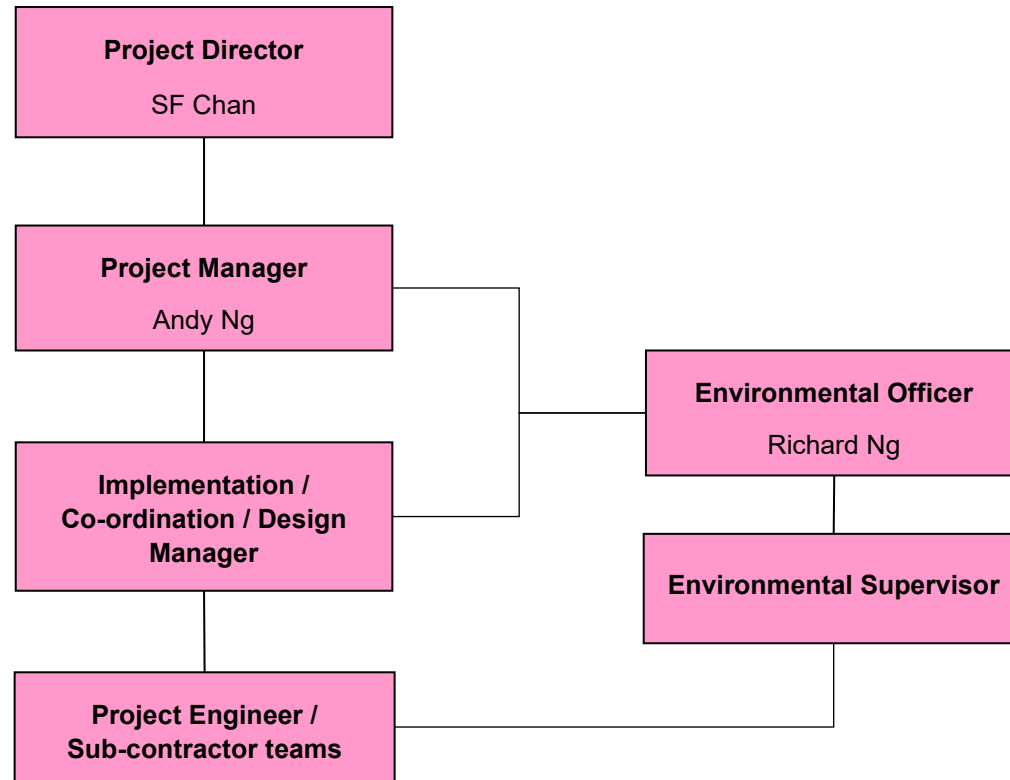 Project Director
SF Chan
Project Manager
Andy Ng
Environmental Officer
Richard Ng
Implementation /
Co-ordination / Design
Manager
Environmental Supervisor
Project Engineer /
Sub-contractor teams